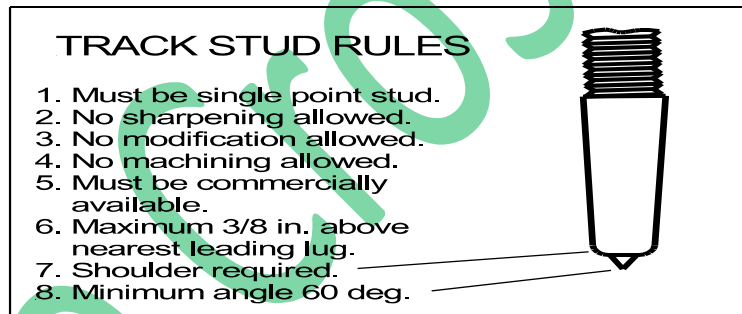 TRACK STUD RULES
1. Must be single point stud.
2. No sharpening allowed.
3. No modification allowed.
4. No machining allowed.
5. Must be commercially
available.
6. Maximum 3/8 in. above
nearest leading lug.
7. Shoulder required.
8. Minimum angle 60 deg.